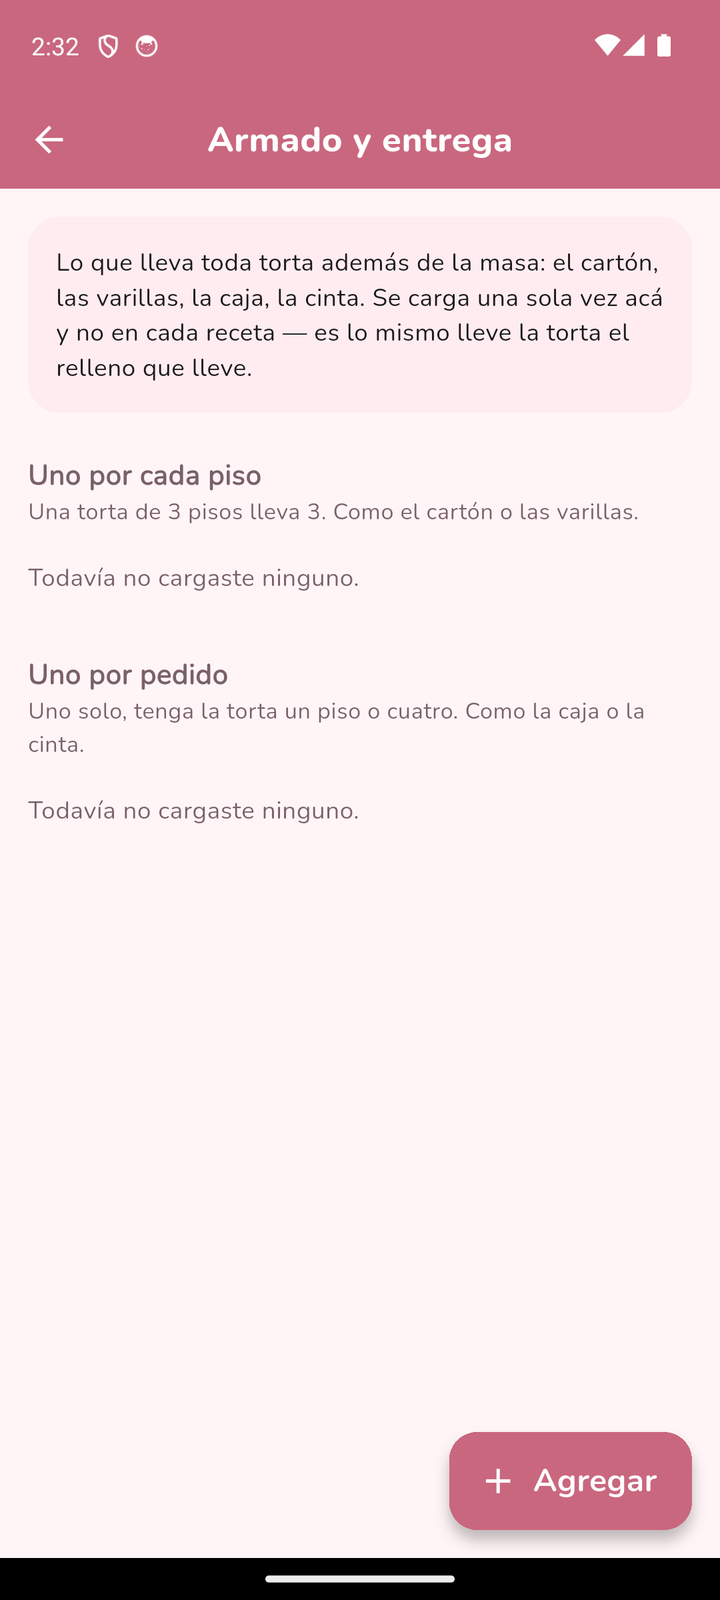 2:32
Armado y entrega
Lo que lleva toda torta además de la masa: el cartón,
las varillas, la caja, la cinta. Se carga una sola vez acá
y no en cada receta — es lo mismo lleve la torta el
relleno que lleve.
Uno por cada piso
Una torta de 3 pisos lleva 3. Como el cartón o las varillas.
Todavía no cargaste ninguno.
Uno por pedido
Uno solo, tenga la torta un piso o cuatro. Como la caja o la
cinta.
Todavía no cargaste ninguno.
Agregar